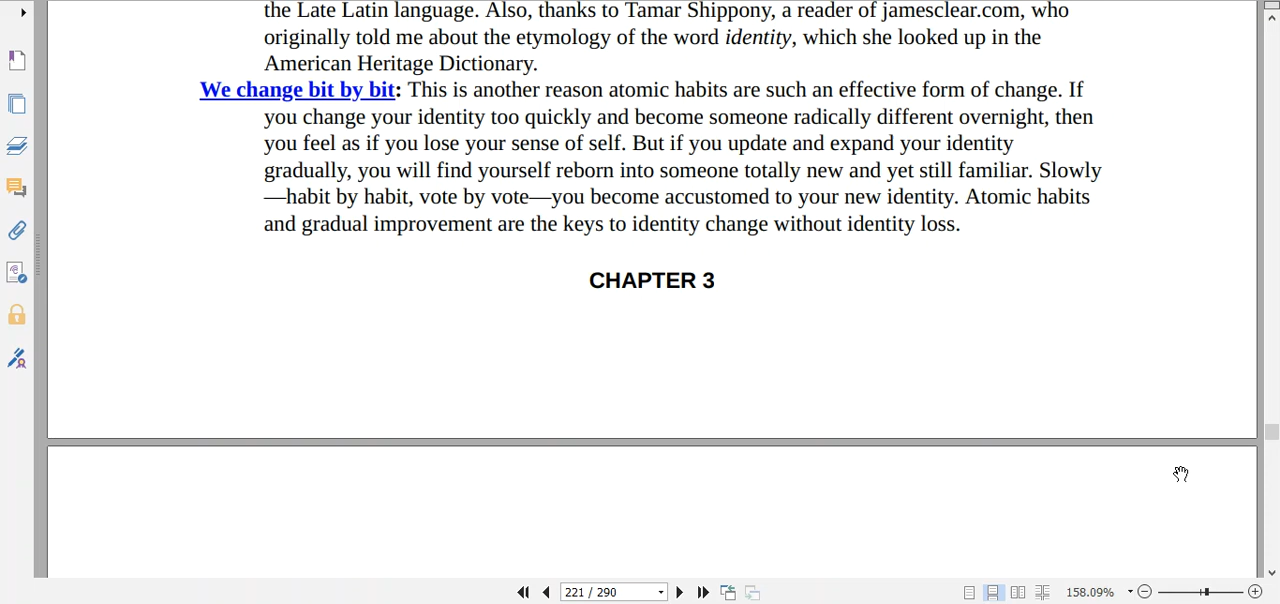 the Late Latin language. Also, thanks to Tamar Shippony, a reader of jamesclear.com, who
originally told me about the etymology of the word identity, which she looked up in the
American Heritage Dictionary.
We change bit by bit: This is another reason atomic habits are such an effective form of change. If
you change your identity too quickly and become someone radically different overnight, then
you feel as if you lose your sense of self. But if you update and expand your identity
gradually, you will find yourself reborn into someone totally new and yet still familiar. Slowly
—habit by habit, vote by vote—you become accustomed to your new identity. Atomic habits
and gradual improvement are the keys to identity change without identity loss.
CHAPTER 3
221 / 290
158.09%